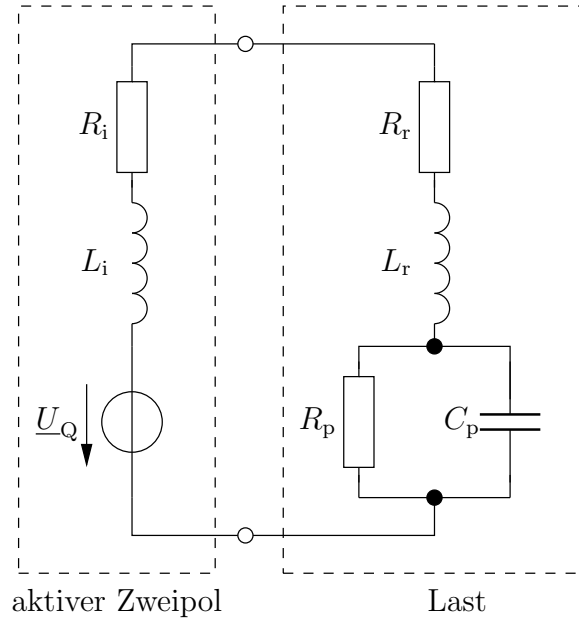 R_i
R_r
L_i
L_r
U_Q
R_p
C_p
aktiver Zweipol
Last